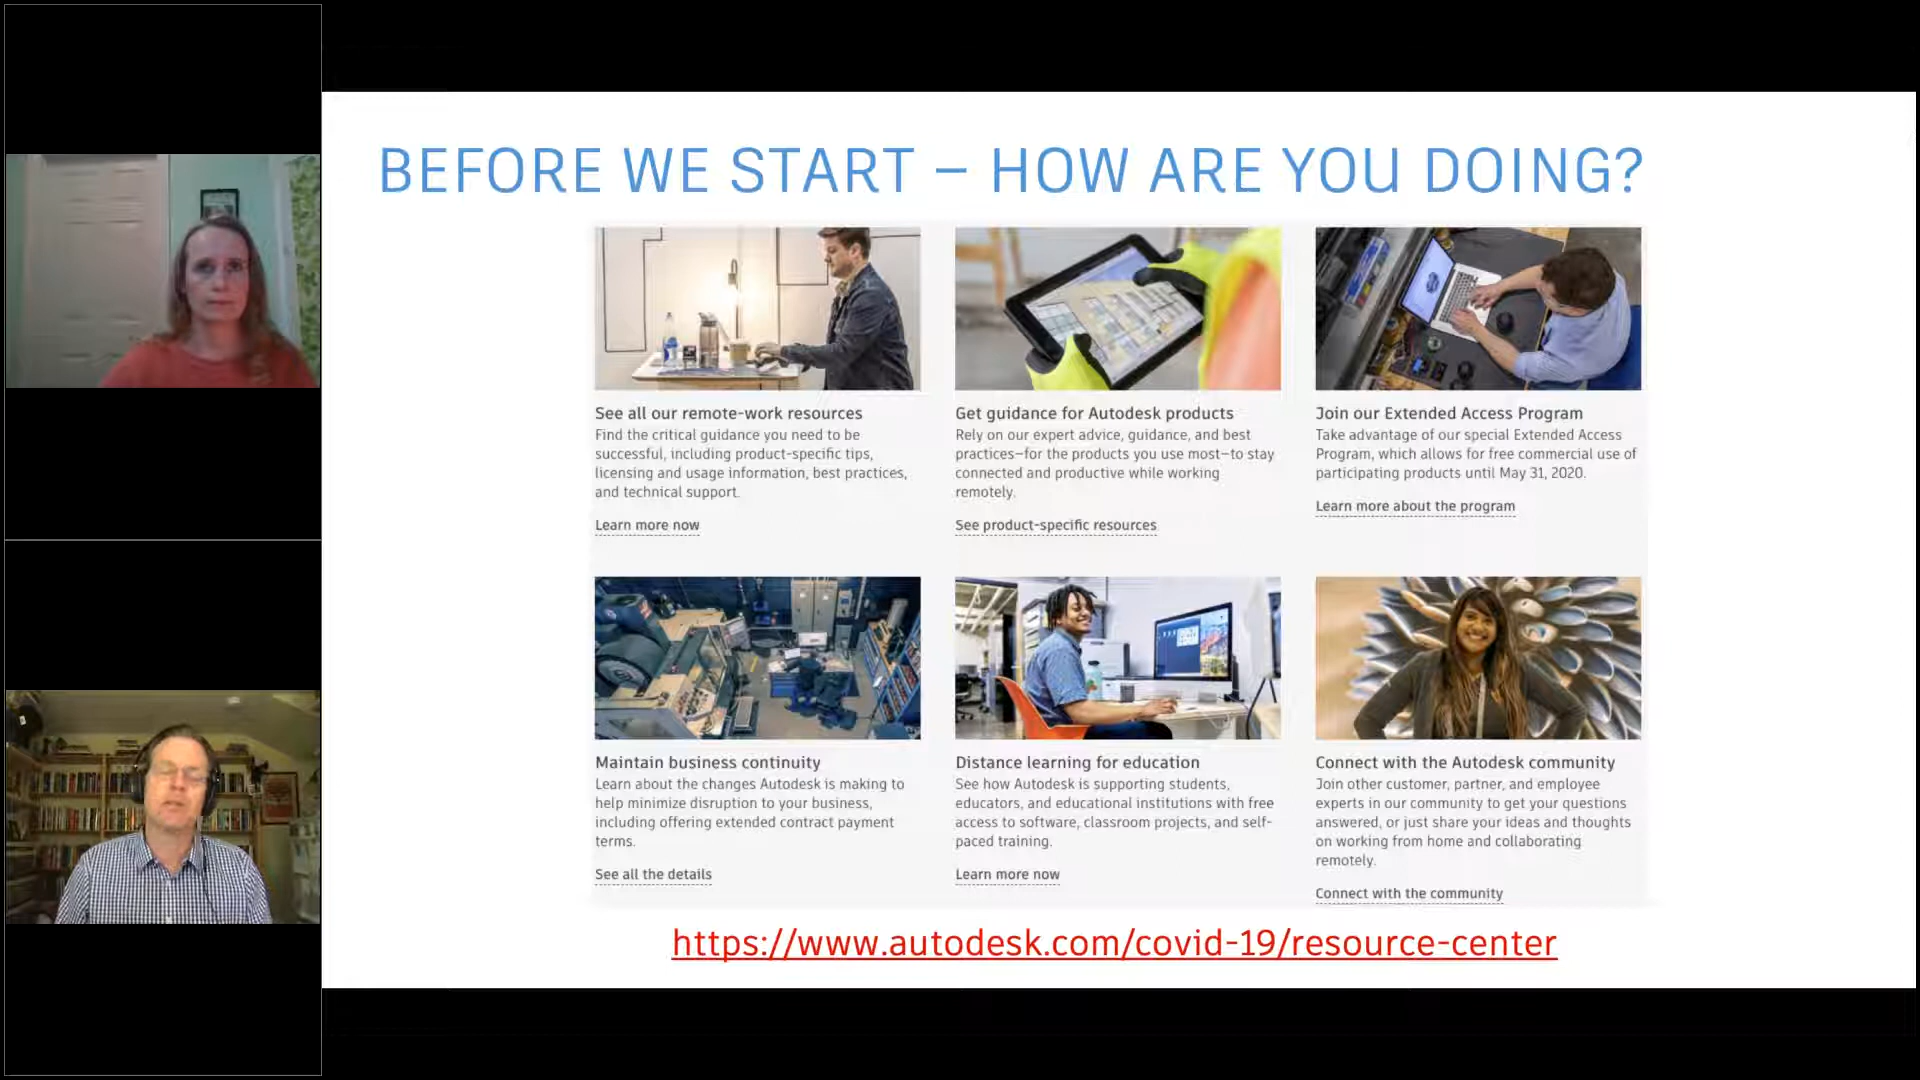 BEFORE WE START – HOW ARE YOU DOING?
See all our remote-work resources
Find the critical guidance you need to be
successful, including product-specific tips,
licensing and usage information, best practices,
and technical support.
Learn more now
Get guidance for Autodesk products
Rely on our expert advice, guidance, and best
practices—for the products you use most—to stay
connected and productive while working
remotely.
See product-specific resources
Join our Extended Access Program
Take advantage of our special Extended Access
Program, which allows for free commercial use of
participating products until May 31, 2020.
Learn more about the program
Maintain business continuity
Learn about the changes Autodesk is making to
help minimize disruption to your business,
including offering extended contract payment
terms.
See all the details
Distance learning for education
See how Autodesk is supporting students,
educators, and educational institutions with free
access to software, classroom projects, and self-
paced training.
Learn more now
Connect with the Autodesk community
Join other customer, partner, and employee
experts in our community to get your questions
answered, or just share your ideas and thoughts
on working from home and collaborating
remotely.
Connect with the community
https://www.autodesk.com/covid-19/resource-center